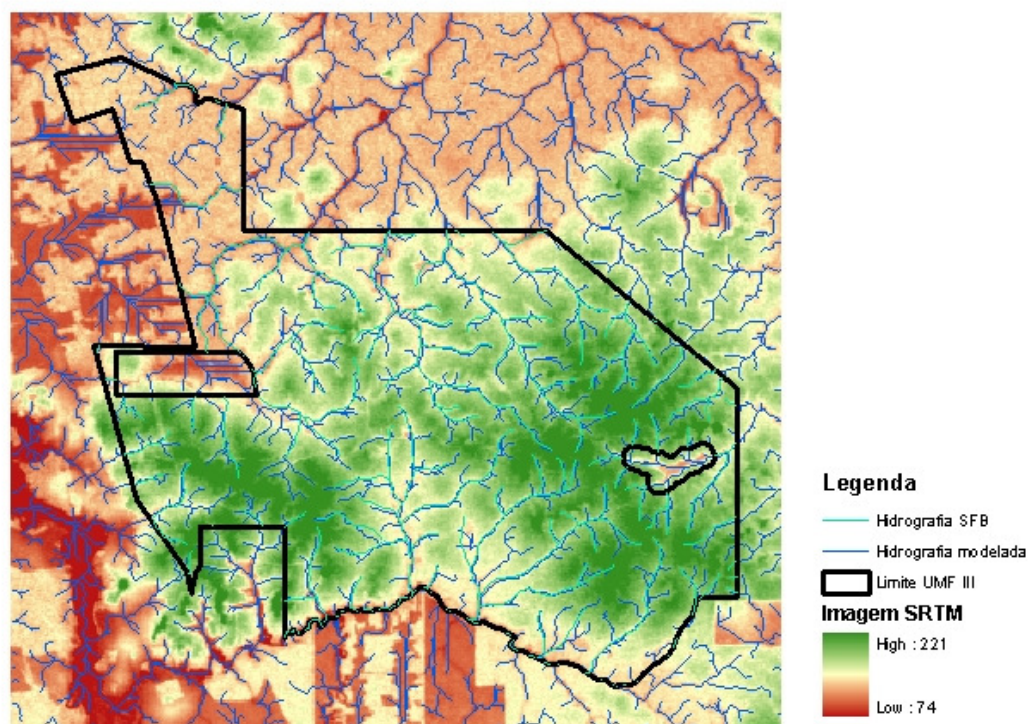 Legenda
Hidrografia SFB
Hidrografia modelada
Limite UMF III
Imagem SRTM
High : 221
Low : 74